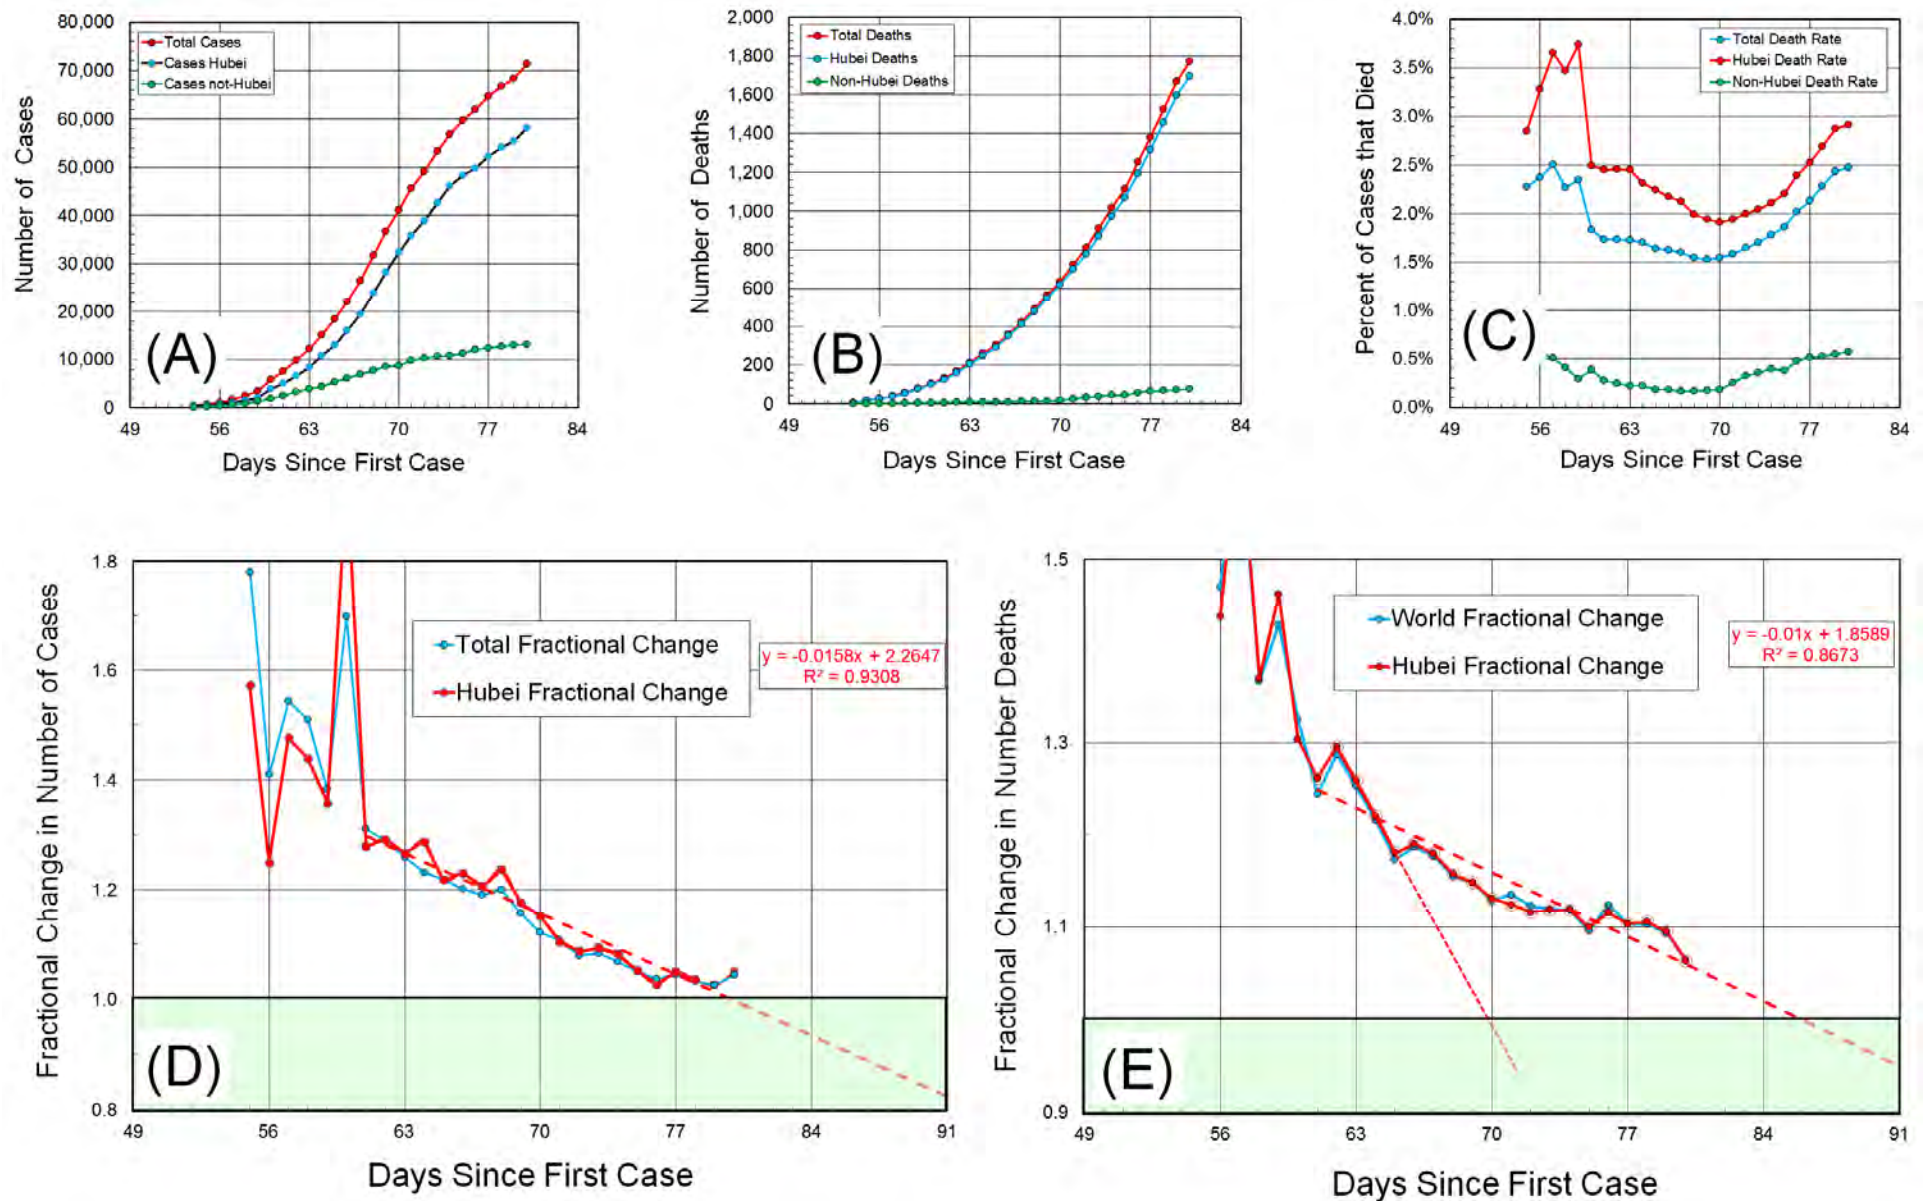 80,000
70,000
60,000
50,000
40,000
30,000
20,000
10,000
0
Number of Cases
Total Cases
Cases Hubei
Cases not-Hubei
(A)
49 56 63 70 77 84
Days Since First Case
2,000
1,800
1,600
1,400
1,200
1,000
800
600
400
200
0
Number of Deaths
Total Deaths
Hubei Deaths
Non-Hubei Deaths
(B)
49 56 63 70 77 84
Days Since First Case
4.0%
3.5%
3.0%
2.5%
2.0%
1.5%
1.0%
0.5%
0.0%
Percent of Cases that Died
Total Death Rate
Hubei Death Rate
Non-Hubei Death Rate
(C)
49 56 63 70 77 84
Days Since First Case
1.8
1.6
1.4
1.2
1.0
0.8
Fractional Change in Number of Cases
Total Fractional Change
Hubei Fractional Change
y = -0.0158x + 2.2647
R² = 0.9308
(D)
49 56 63 70 77 84 91
Days Since First Case
1.5
1.3
1.1
0.9
Fractional Change in Number Deaths
World Fractional Change
Hubei Fractional Change
y = -0.01x + 1.8589
R² = 0.8673
(E)
49 56 63 70 77 84 91
Days Since First Case